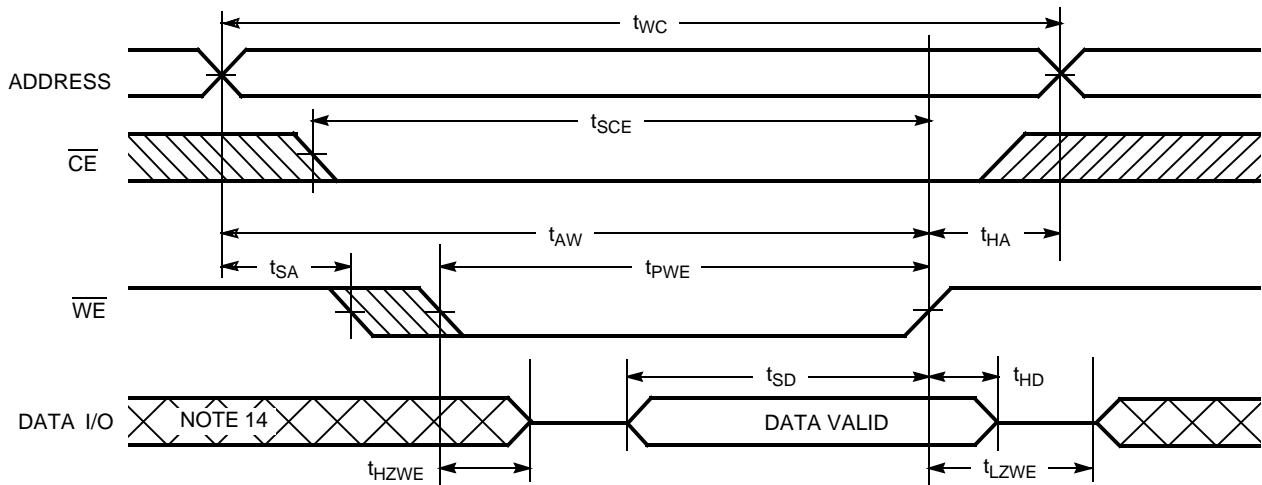 tWC
ADDRESS
tSCE
CE
tAW
tHA
tSA
tPWE
WE
tSD
tHD
DATA I/O
NOTE 14
DATA VALID
tHZWE
tLZWE